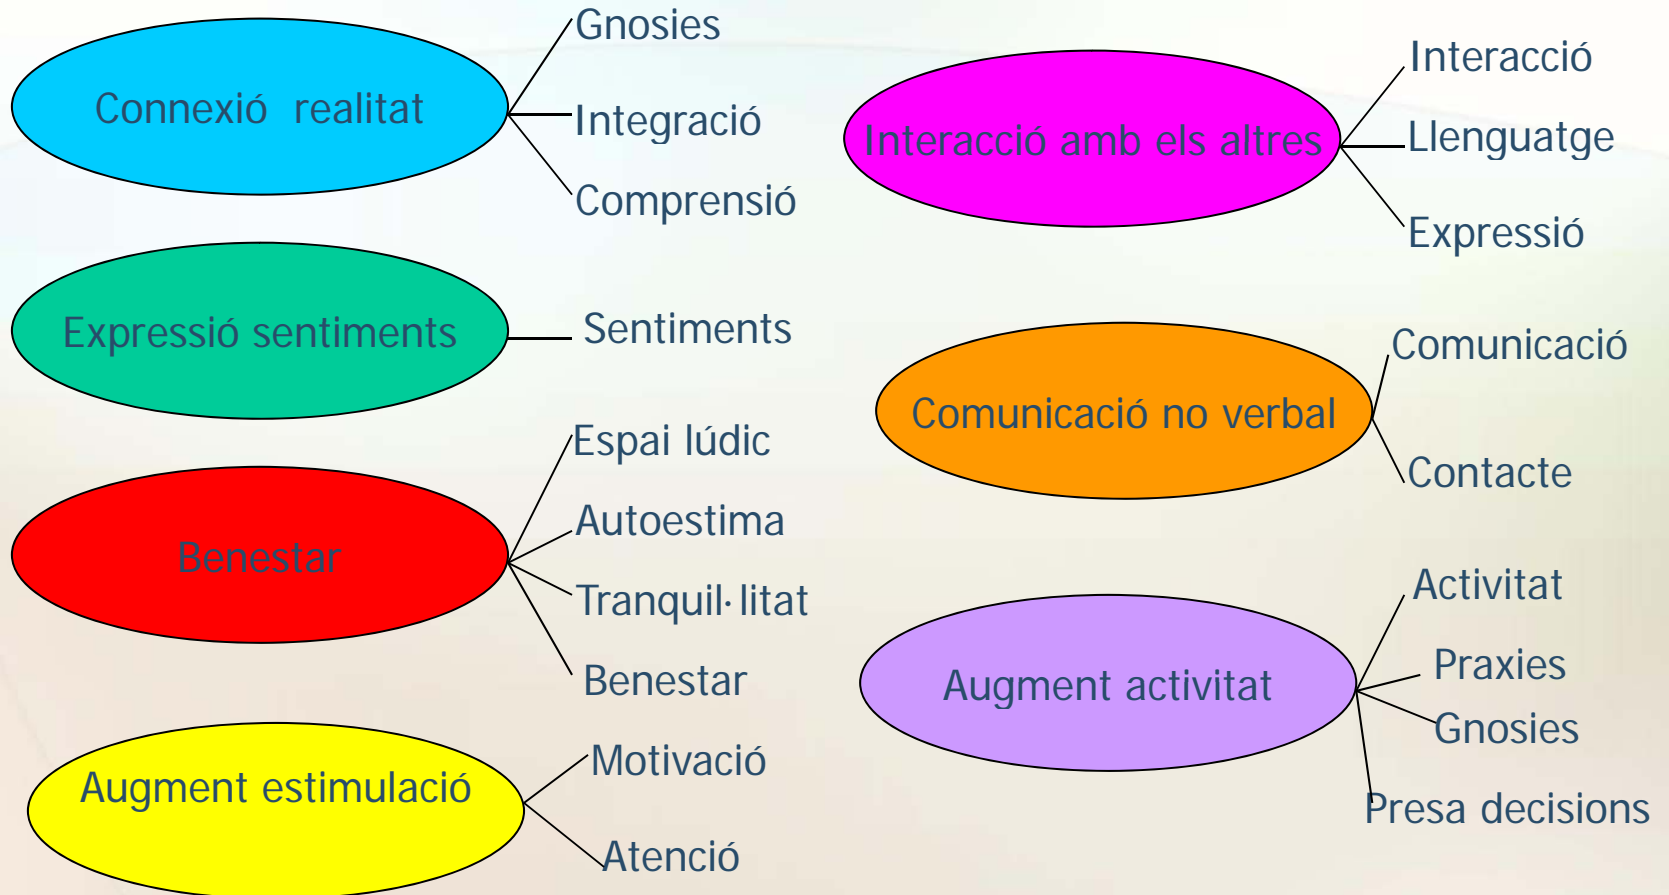 Connexió realitat
Gnosies
Integració
Comprensió
Expressió sentiments
Sentiments
Benestar
Espai lúdic
Autoestima
Tranquil·litat
Benestar
Augment estimulació
Motivació
Atenció
Interacció amb els altres
Interacció
Llenguatge
Expressió
Comunicació no verbal
Comunicació
Contacte
Augment activitat
Activitat
Praxies
Gnosies
Presa decisions